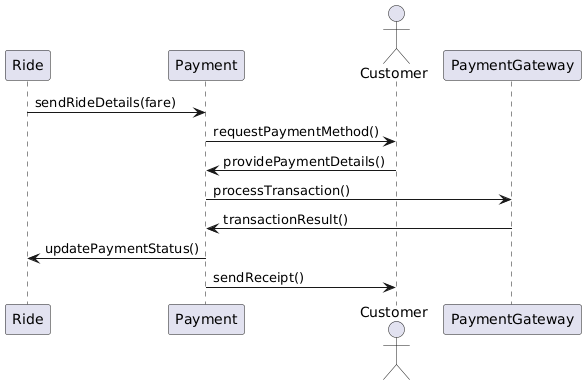 Customer
Ride
Payment
PaymentGateway
sendRideDetails(fare)
requestPaymentMethod()
providePaymentDetails()
processTransaction()
transactionResult()
updatePaymentStatus()
sendReceipt()
Ride
Payment
Customer
PaymentGateway